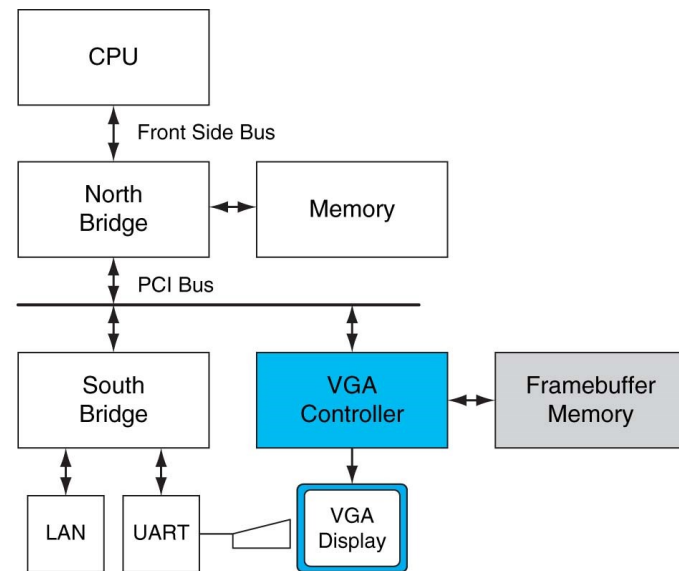 CPU
Front Side Bus
North
Bridge
Memory
PCI Bus
South
Bridge
VGA
Controller
Framebuffer
Memory
LAN
UART
VGA
Display